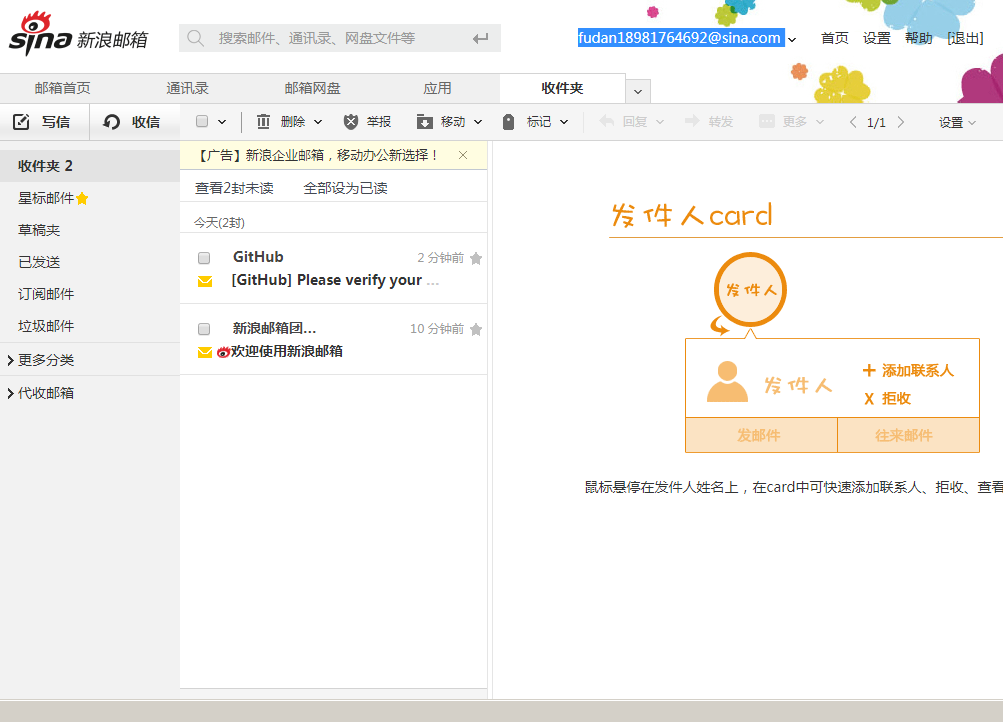 sina 新浪邮箱
搜索邮件、通讯录、网盘文件等
fudan18981764692@sina.com
首页 设置 帮助 [退出]
邮箱首页 通讯录 邮箱网盘 应用 收件夹
写信 收信 删除 举报 移动 标记 回复 转发 更多 1/1 设置
收件夹 2
星标邮件
草稿夹
已发送
订阅邮件
垃圾邮件
更多分类
代收邮箱
【广告】新浪企业邮箱，移动办公新选择！
查看2封未读 全部设为已读
今天(2封)
GitHub 2 分钟前
[GitHub] Please verify your ...
新浪邮箱团... 10 分钟前
欢迎使用新浪邮箱
发件人card
发件人
发件人
添加联系人
X 拒收
发邮件 往来邮件
鼠标悬停在发件人姓名上，在card中可快速添加联系人、拒收、查看